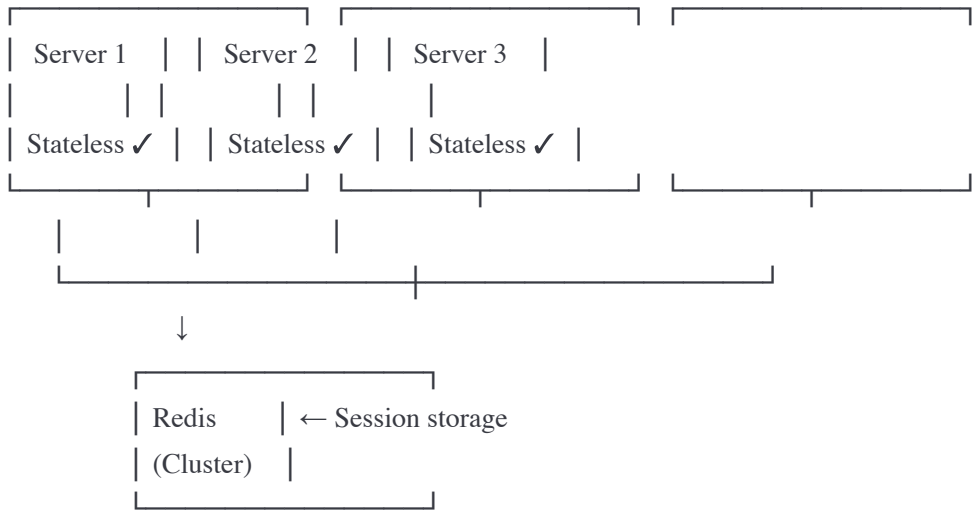 Server 1 Server 2 Server 3
Stateless ✓ Stateless ✓ Stateless ✓
↓
Redis ← Session storage
(Cluster)